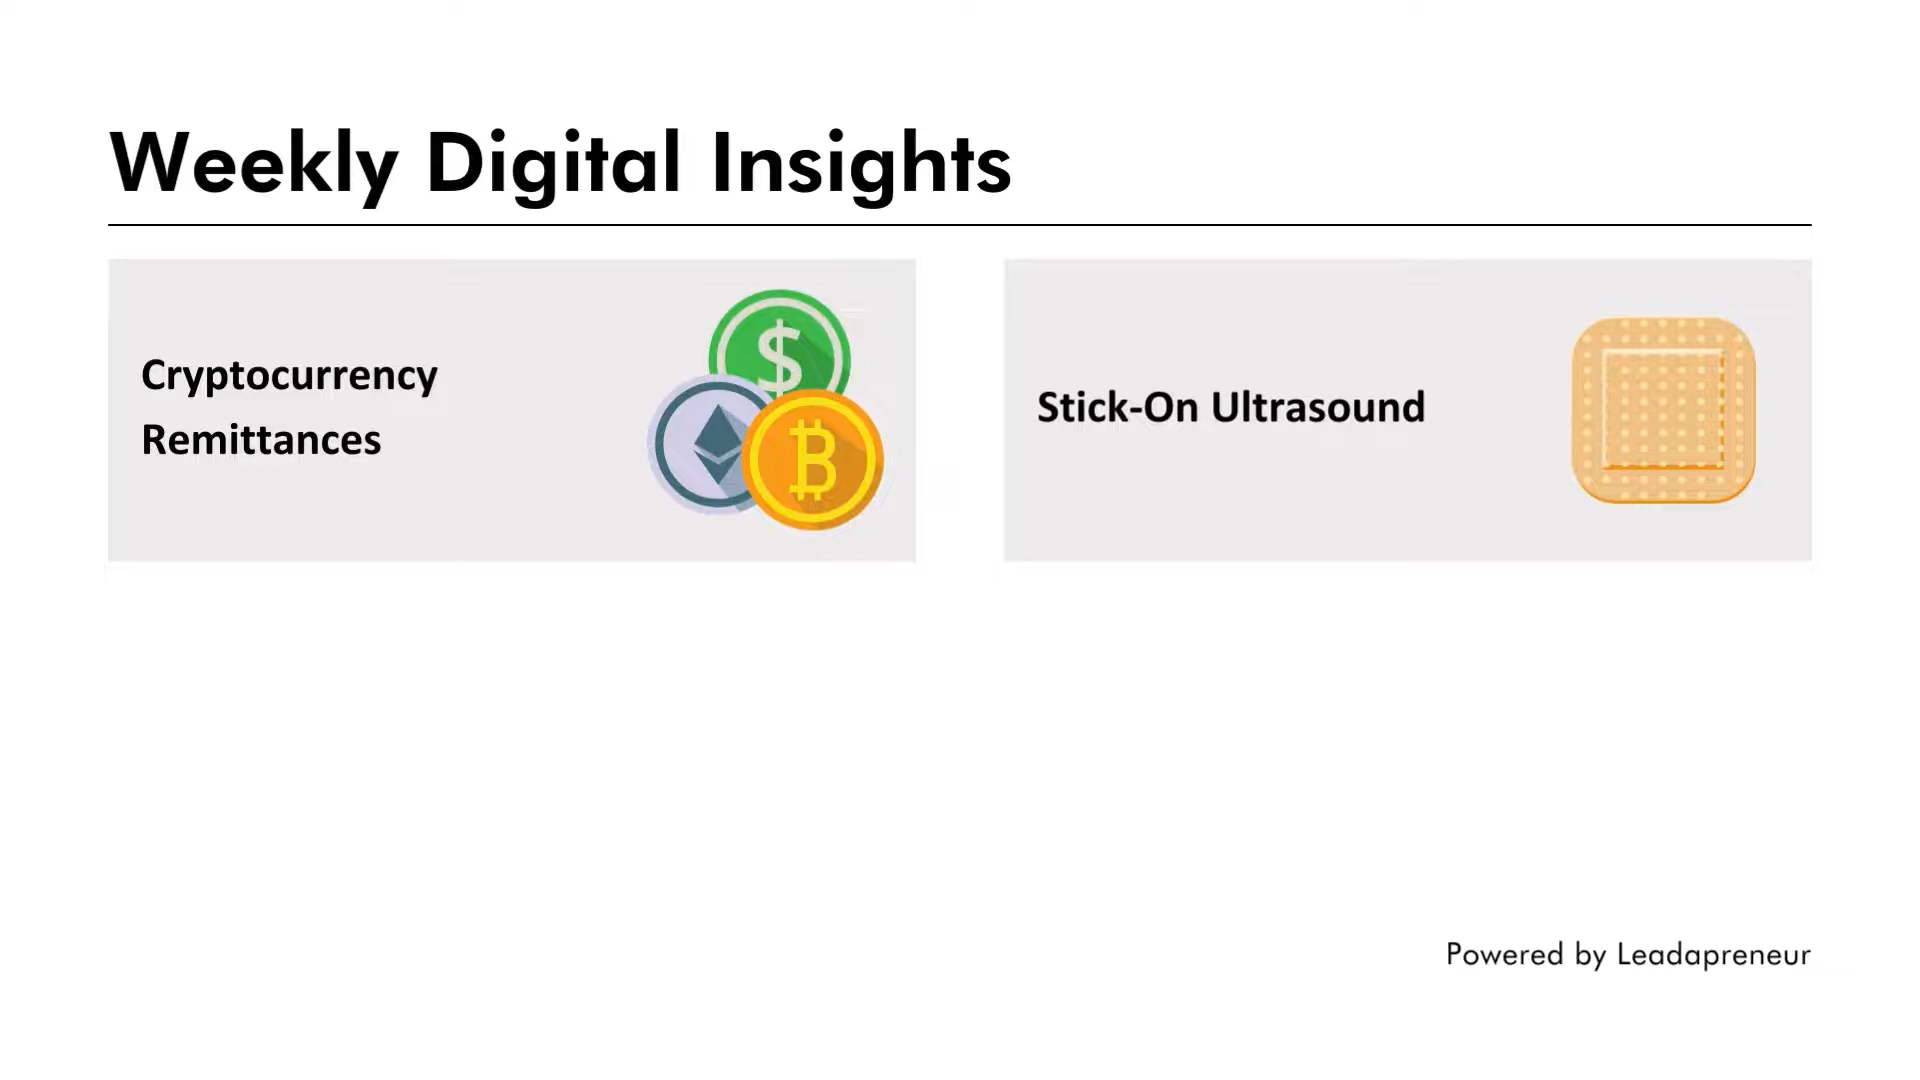 Weekly Digital Insights
Cryptocurrency
Remittances
Stick-On Ultrasound
Powered by Leadapreneur